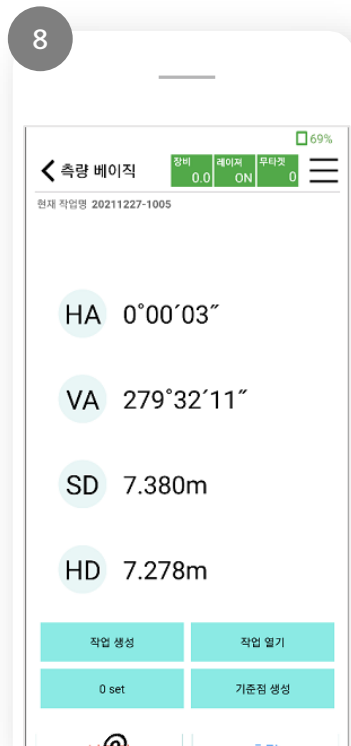 8
69%
측량 베이직
장비 0.0
레이저 ON
무타겟 0
현재 작업명 20211227-1005
HA 0°00′03″
VA 279°32′11″
SD 7.380m
HD 7.278m
작업 생성 작업 열기
0 set 기준점 생성